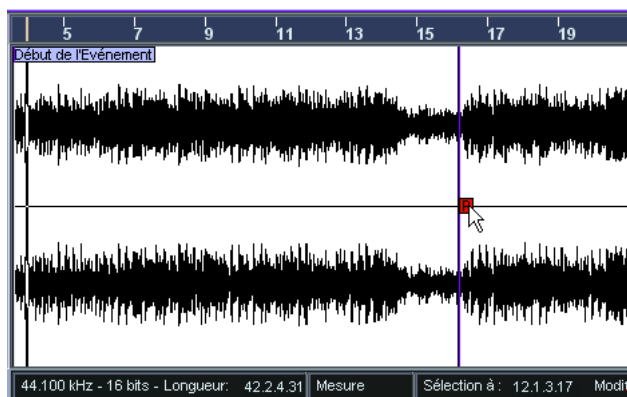 5 7 9 11 13 15 17 19
Début de l'Evénement
P
44.100 kHz - 16 bits - Longueur: 42.2.4.31 Mesure Sélection à : 12.1.3.17